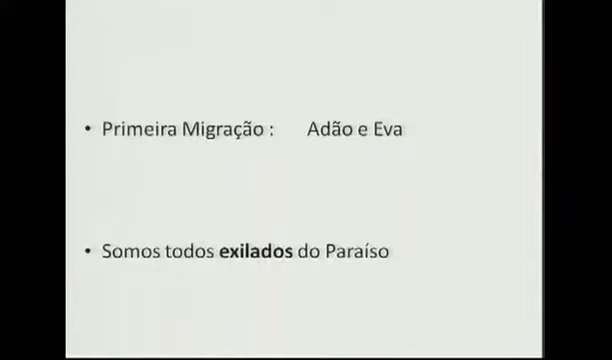 • Primeira Migração : Adão e Eva
• Somos todos exilados do Paraíso